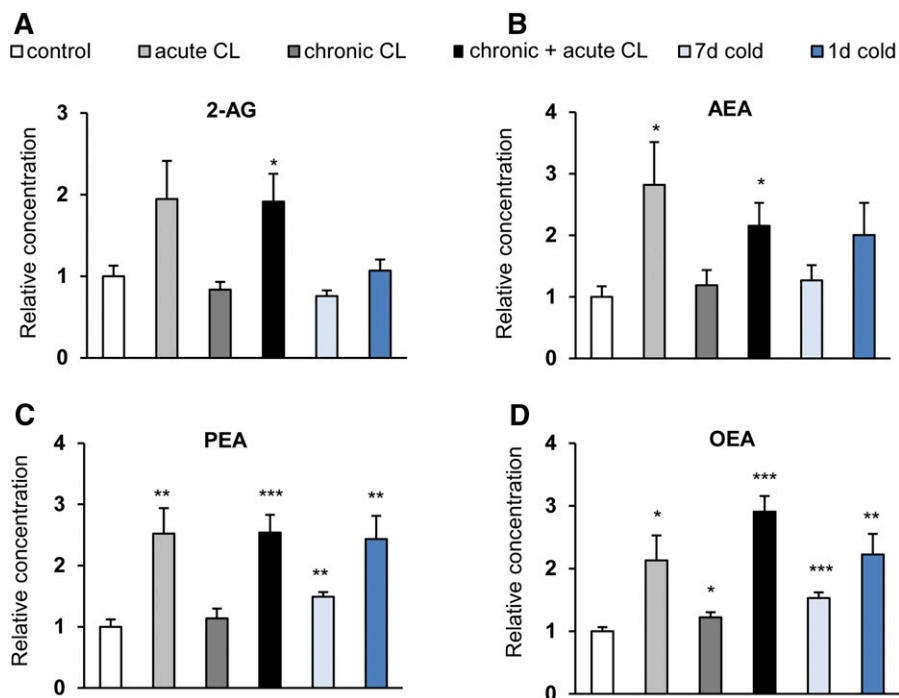 A B
control acute CL chronic CL chronic + acute CL 7d cold 1d cold
2-AG
Relative concentration
3
2
1
0
*
AEA
Relative concentration
4
3
2
1
0
* *
C
PEA
Relative concentration
4
3
2
1
0
** *** ** **
D
OEA
Relative concentration
4
3
2
1
0
* * *** *** **